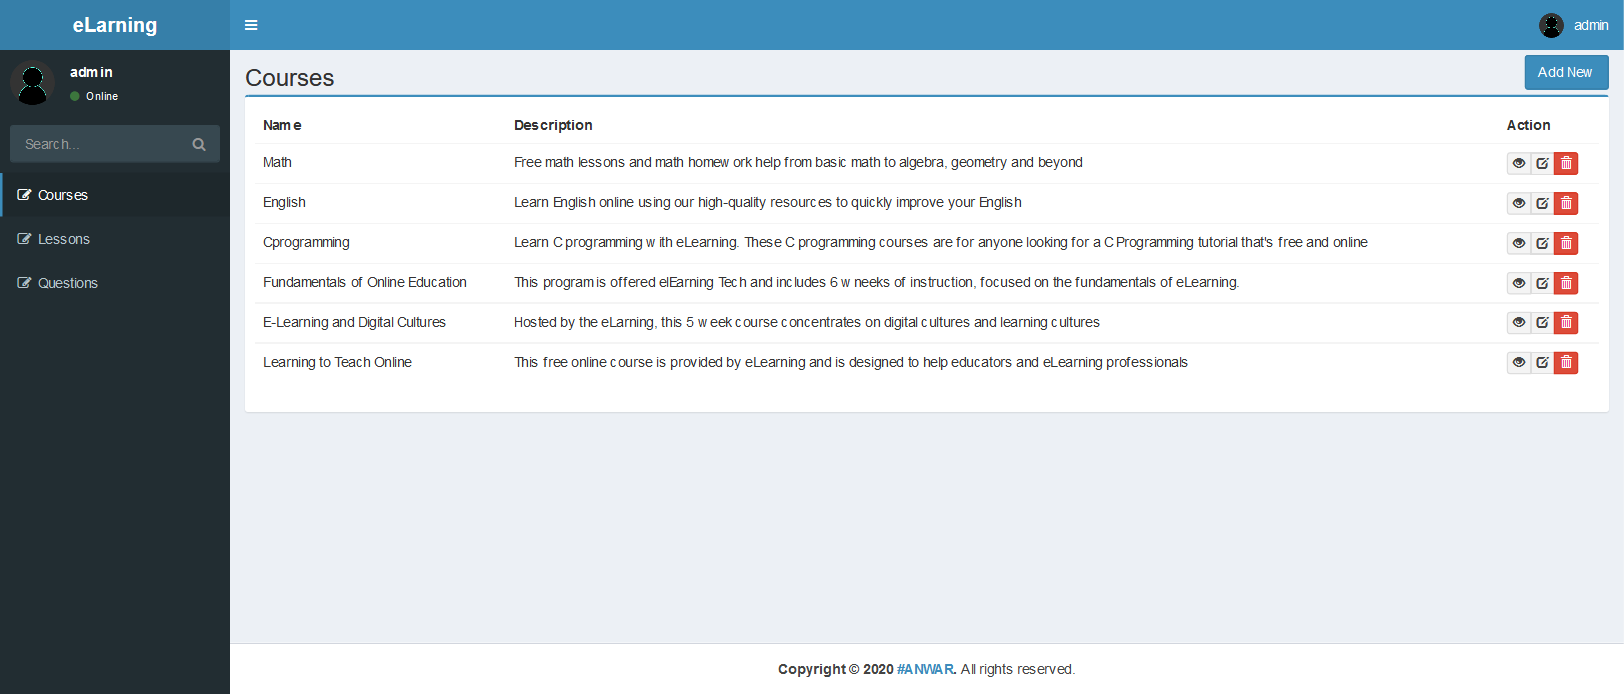 eLarning
admin
admin
Online
Search...
Courses
Lessons
Questions
Courses
Add New
Name Description Action
Math Free math lessons and math homework help from basic math to algebra, geometry and beyond
English Learn English online using our high-quality resources to quickly improve your English
Cprogramming Learn C programming with eLearning. These C programming courses are for anyone looking for a C Programming tutorial that's free and online
Fundamentals of Online Education This program is offered elEarning Tech and includes 6 wneeks of instruction, focused on the fundamentals of eLearning.
E-Learning and Digital Cultures Hosted by the eLarning, this 5 week course concentrates on digital cultures and learning cultures
Learning to Teach Online This free online course is provided by eLearning and is designed to help educators and eLearning professionals
Copyright © 2020 #ANWAR. All rights reserved.